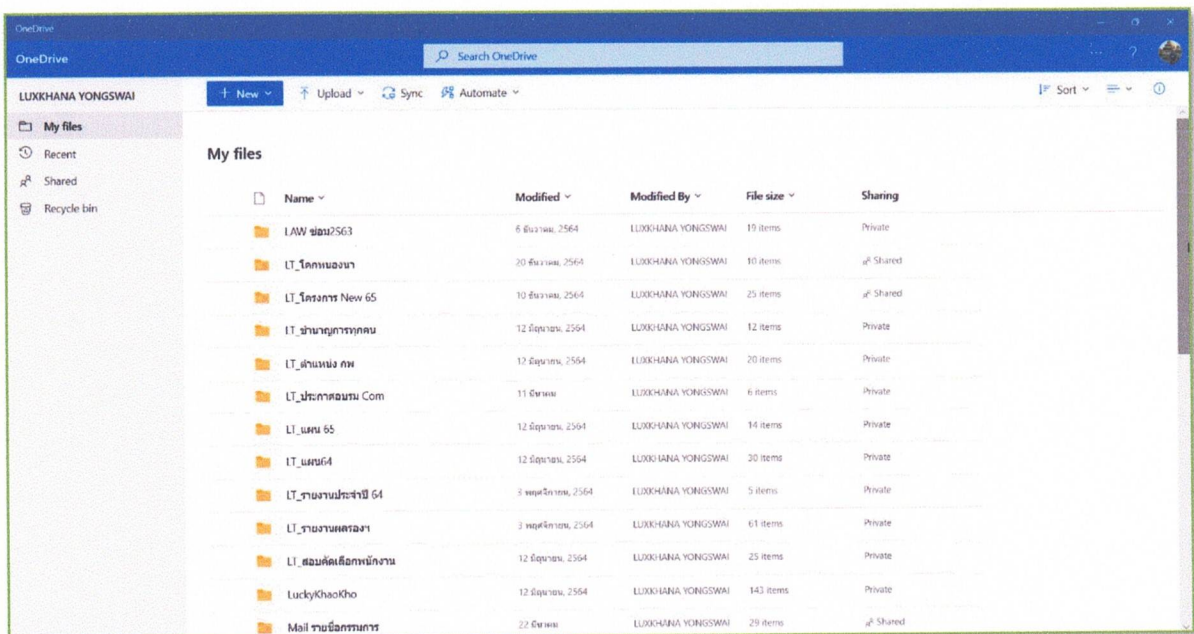 OneDrive
OneDrive
Search OneDrive
LUXKHANA YONGSWAI
+ New Upload Sync Automate Sort
My files
Recent
Shared
Recycle bin
My files
Name Modified Modified By File size Sharing
LAW ซ่อม2S63 6 ธันวาคม, 2564 LUXKHANA YONGSWAI 19 items Private
LT_โคกหนองนา 20 ธันวาคม, 2564 LUXKHANA YONGSWAI 10 items Shared
LT_โครงการ New 65 10 ธันวาคม, 2564 LUXKHANA YONGSWAI 25 items Shared
LT_ชำนาญการทุกคน 12 มิถุนายน, 2564 LUXKHANA YONGSWAI 12 items Private
LT_ตำแหน่ง กพ 12 มิถุนายน, 2564 LUXKHANA YONGSWAI 20 items Private
LT_ประกาศอบรม Com 11 มีนาคม LUXKHANA YONGSWAI 6 items Private
LT_แผน 65 12 มิถุนายน, 2564 LUXKHANA YONGSWAI 14 items Private
LT_แผน64 12 มิถุนายน, 2564 LUXKHANA YONGSWAI 30 items Private
LT_รายงานประจำปี 64 3 พฤศจิกายน, 2564 LUXKHANA YONGSWAI 5 items Private
LT_รายงานผลรองฯ 3 พฤศจิกายน, 2564 LUXKHANA YONGSWAI 61 items Private
LT_สอบคัดเลือกพนักงาน 12 มิถุนายน, 2564 LUXKHANA YONGSWAI 25 items Private
LuckyKhaoKho 12 มิถุนายน, 2564 LUXKHANA YONGSWAI 143 items Private
Mail รายชื่อกรรมการ 22 มีนาคม LUXKHANA YONGSWAI 29 items Shared